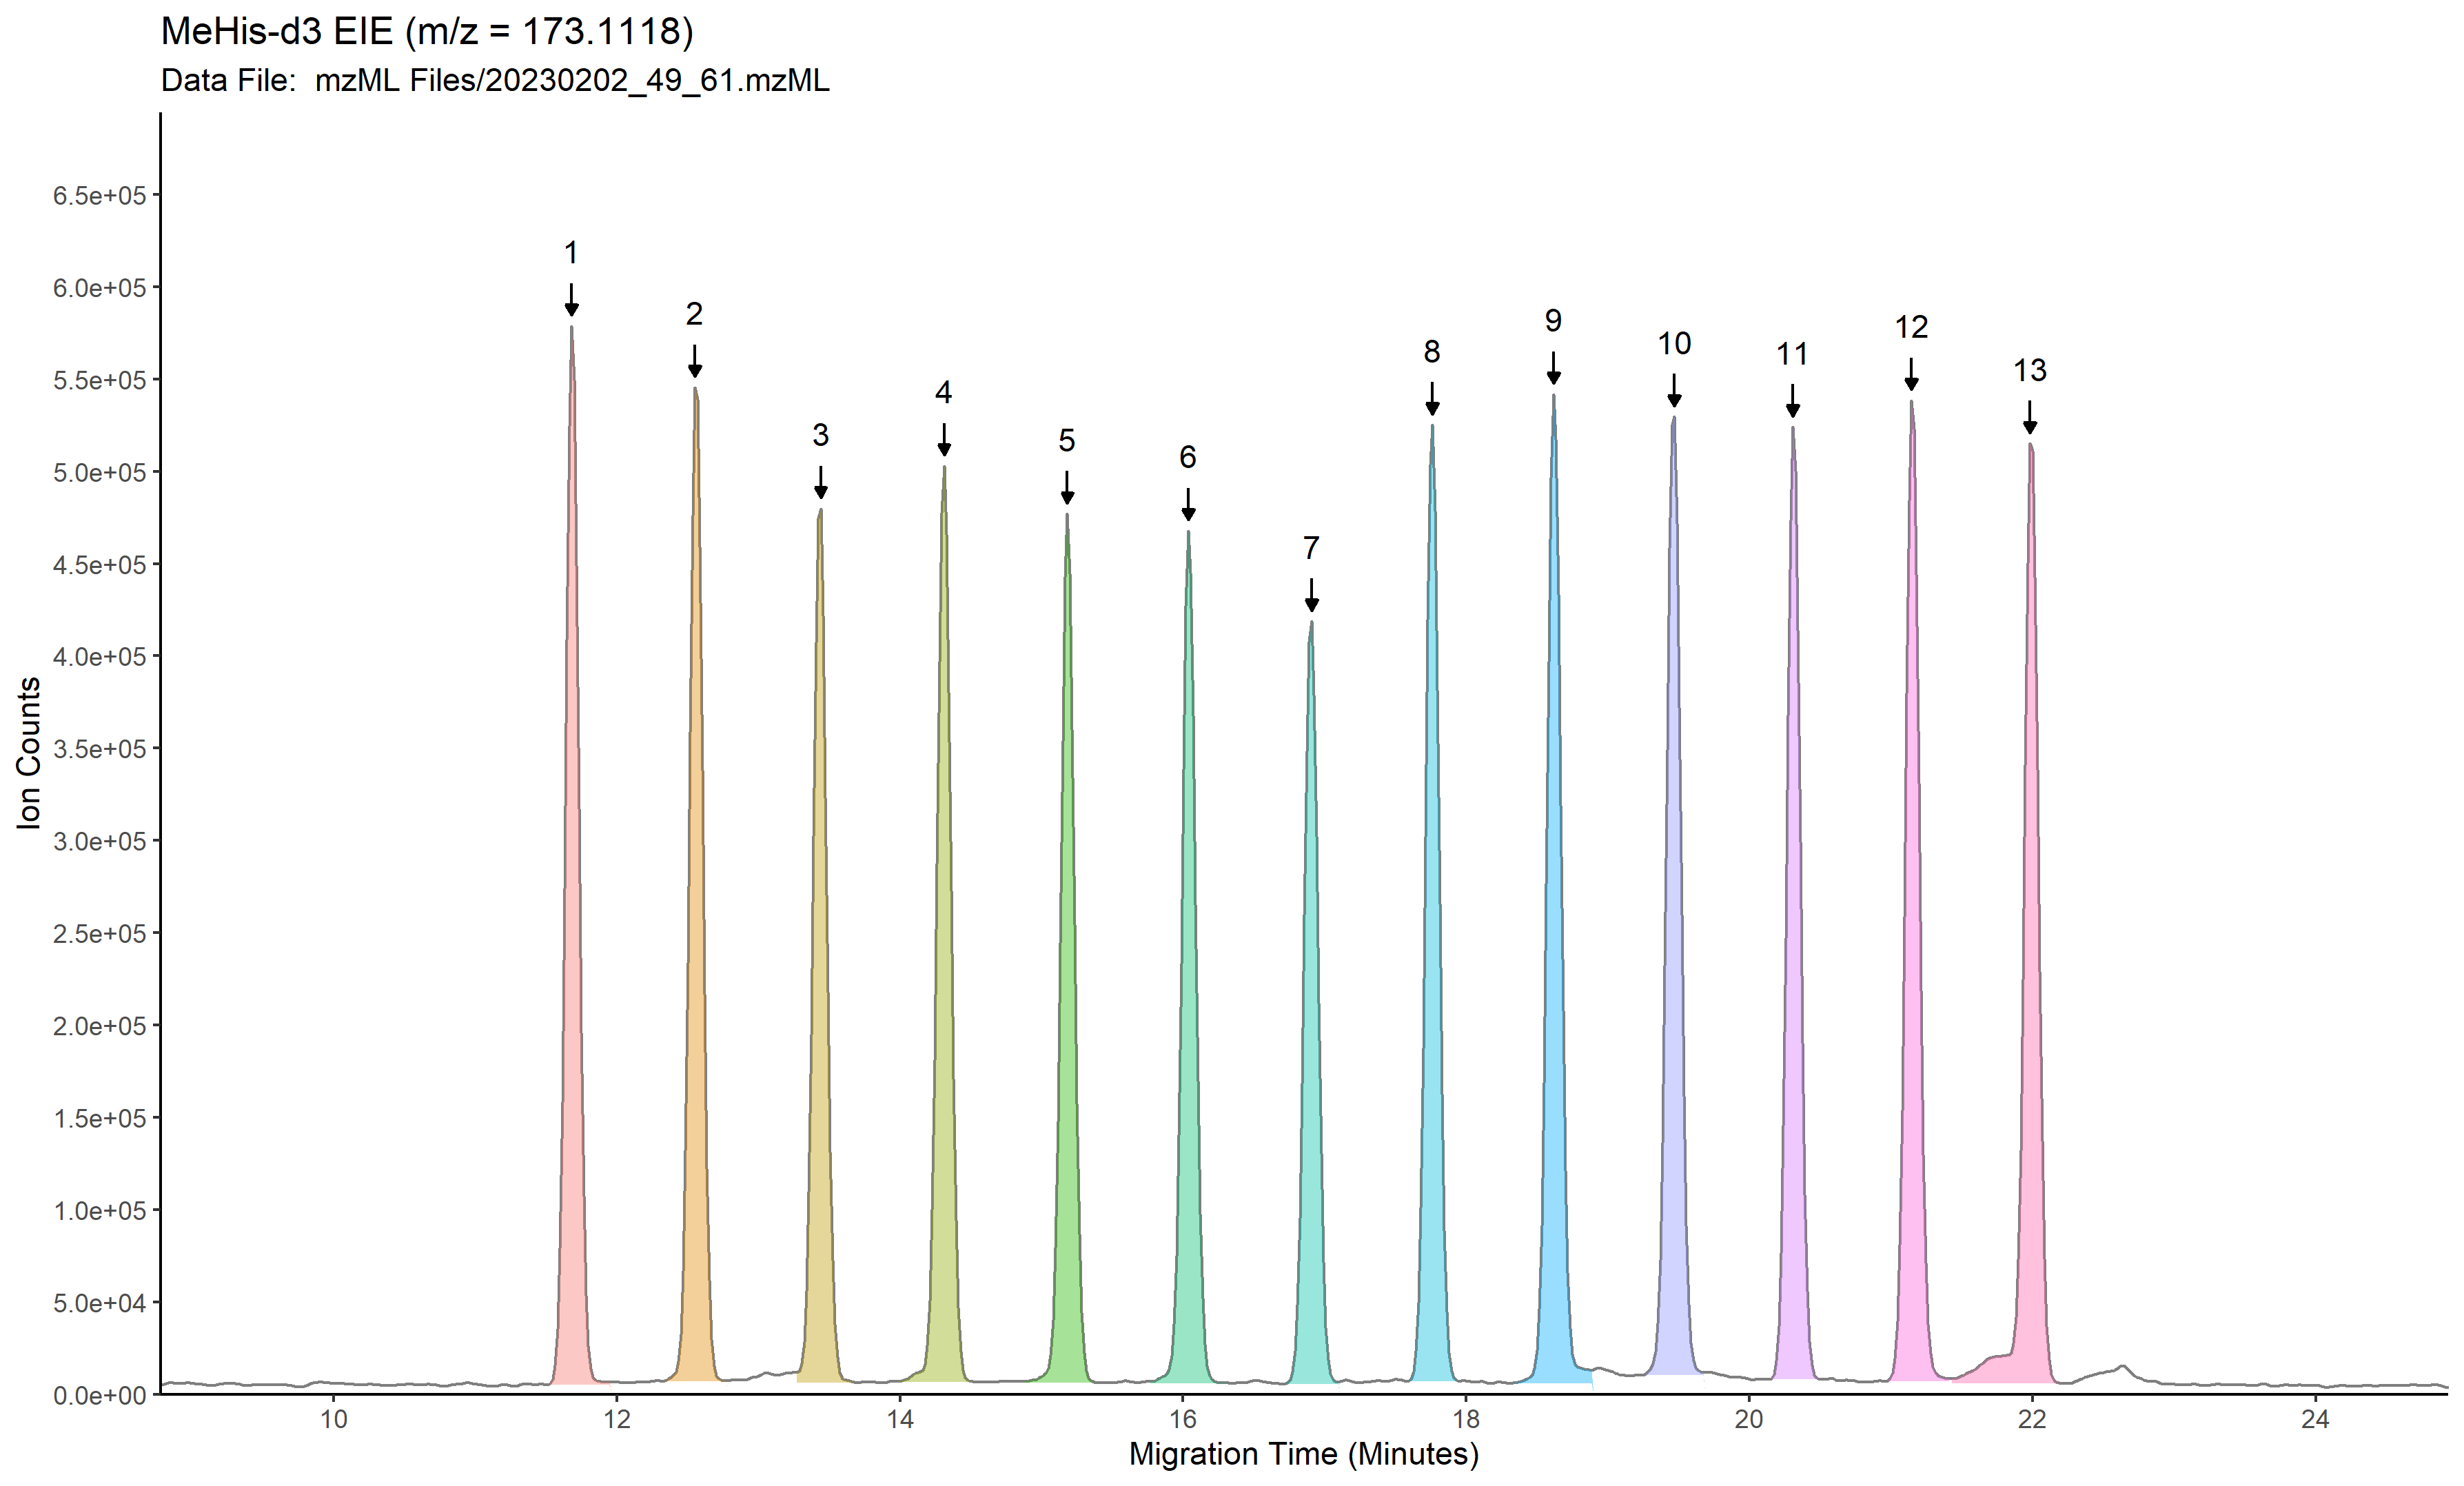 MeHis-d3 EIE (m/z = 173.1118)
Data File:  mzML Files/20230202_49_61.mzML
6.5e+05
6.0e+05
5.5e+05
5.0e+05
4.5e+05
4.0e+05
3.5e+05
3.0e+05
2.5e+05
2.0e+05
1.5e+05
1.0e+05
5.0e+04
0.0e+00
Ion Counts
1
2
3
4
5
6
7
8
9
10
11
12
13
10 12 14 16 18 20 22 24
Migration Time (Minutes)